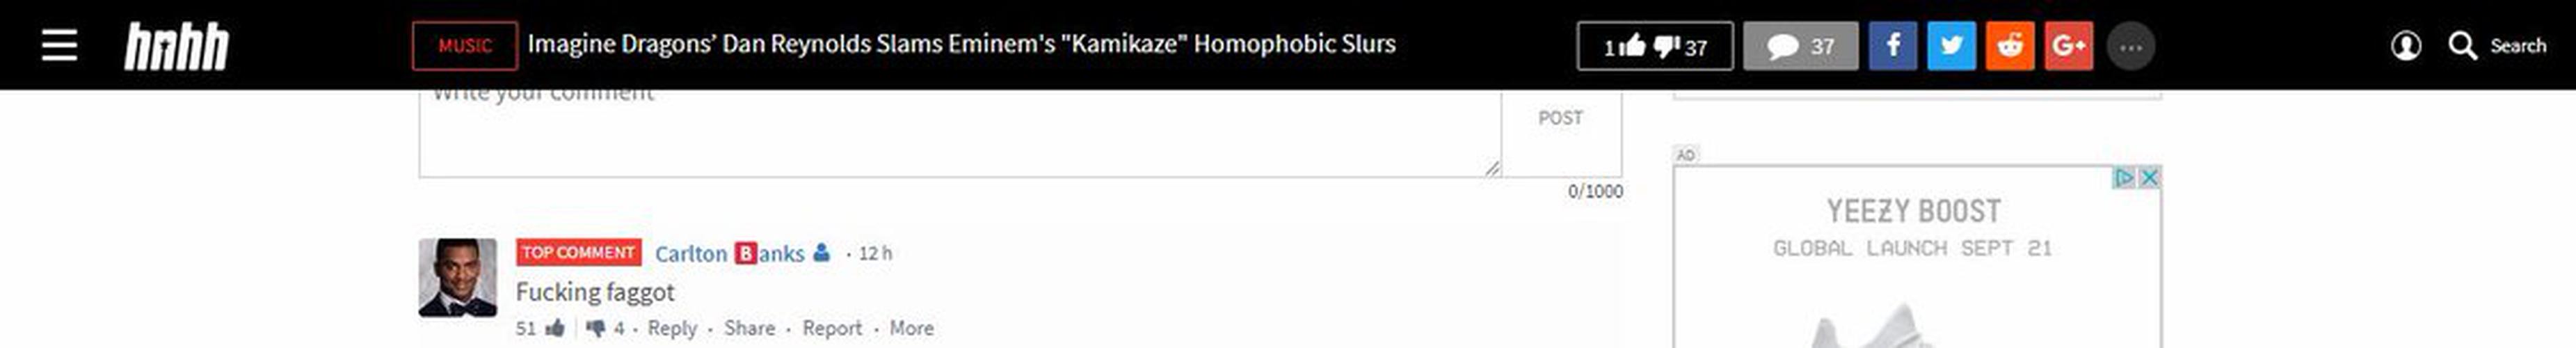 hnhh
MUSIC Imagine Dragons’ Dan Reynolds Slams Eminem's "Kamikaze" Homophobic Slurs 1 37 37 f G+ ... Search
Write your comment
POST
0/1000
AD
YEEZY BOOST
GLOBAL LAUNCH SEPT 21
TOP COMMENT Carlton 🅱anks · 12 h
Fucking faggot
51 4 · Reply · Share · Report · More